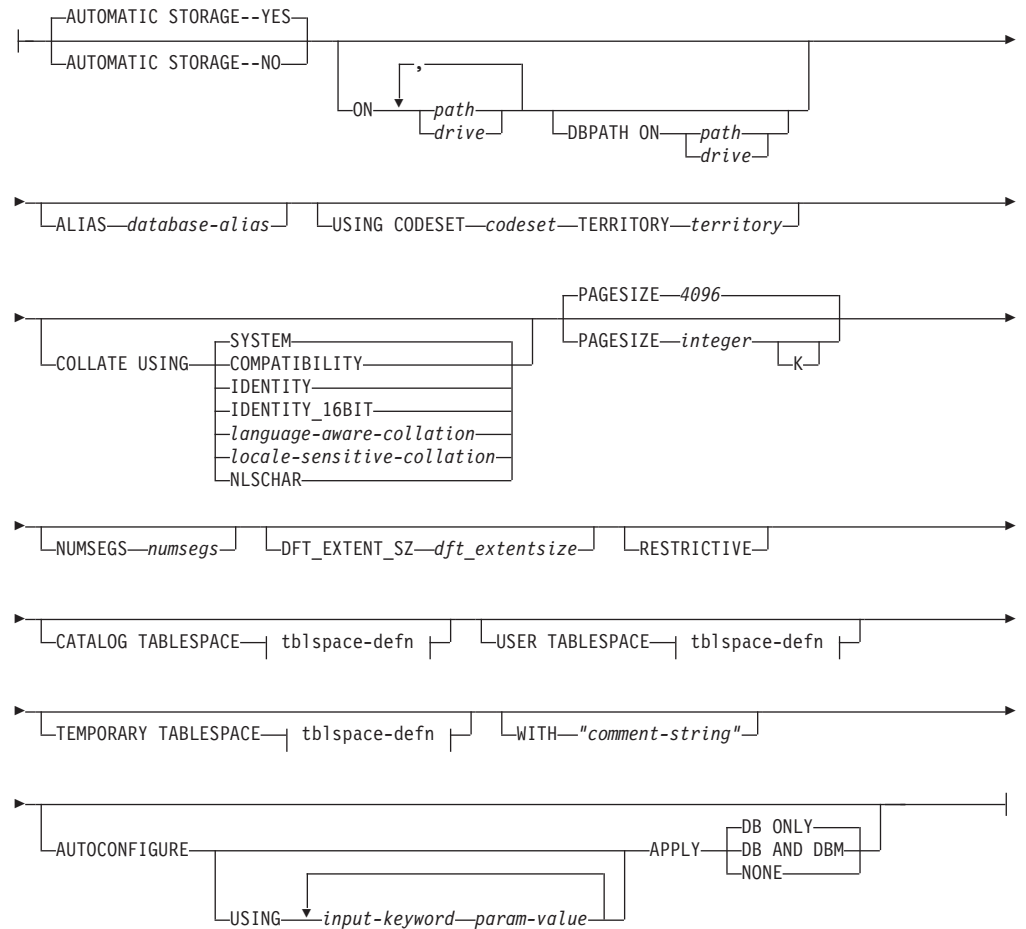 AUTOMATIC STORAGE--YES
AUTOMATIC STORAGE--NO
,
ON path
drive
DBPATH ON path
drive
ALIAS database-alias USING CODESET codeset TERRITORY territory
PAGESIZE 4096
COLLATE USING SYSTEM PAGESIZE integer K
COMPATIBILITY
IDENTITY
IDENTITY_16BIT
language-aware-collation
locale-sensitive-collation
NLSCHAR
NUMSEGS numsegs DFT_EXTENT_SZ dft_extentsize RESTRICTIVE
CATALOG TABLESPACE tblspace-defn USER TABLESPACE tblspace-defn
TEMPORARY TABLESPACE tblspace-defn WITH "comment-string"
AUTOCONFIGURE APPLY DB ONLY
DB AND DBM
NONE
USING input-keyword param-value